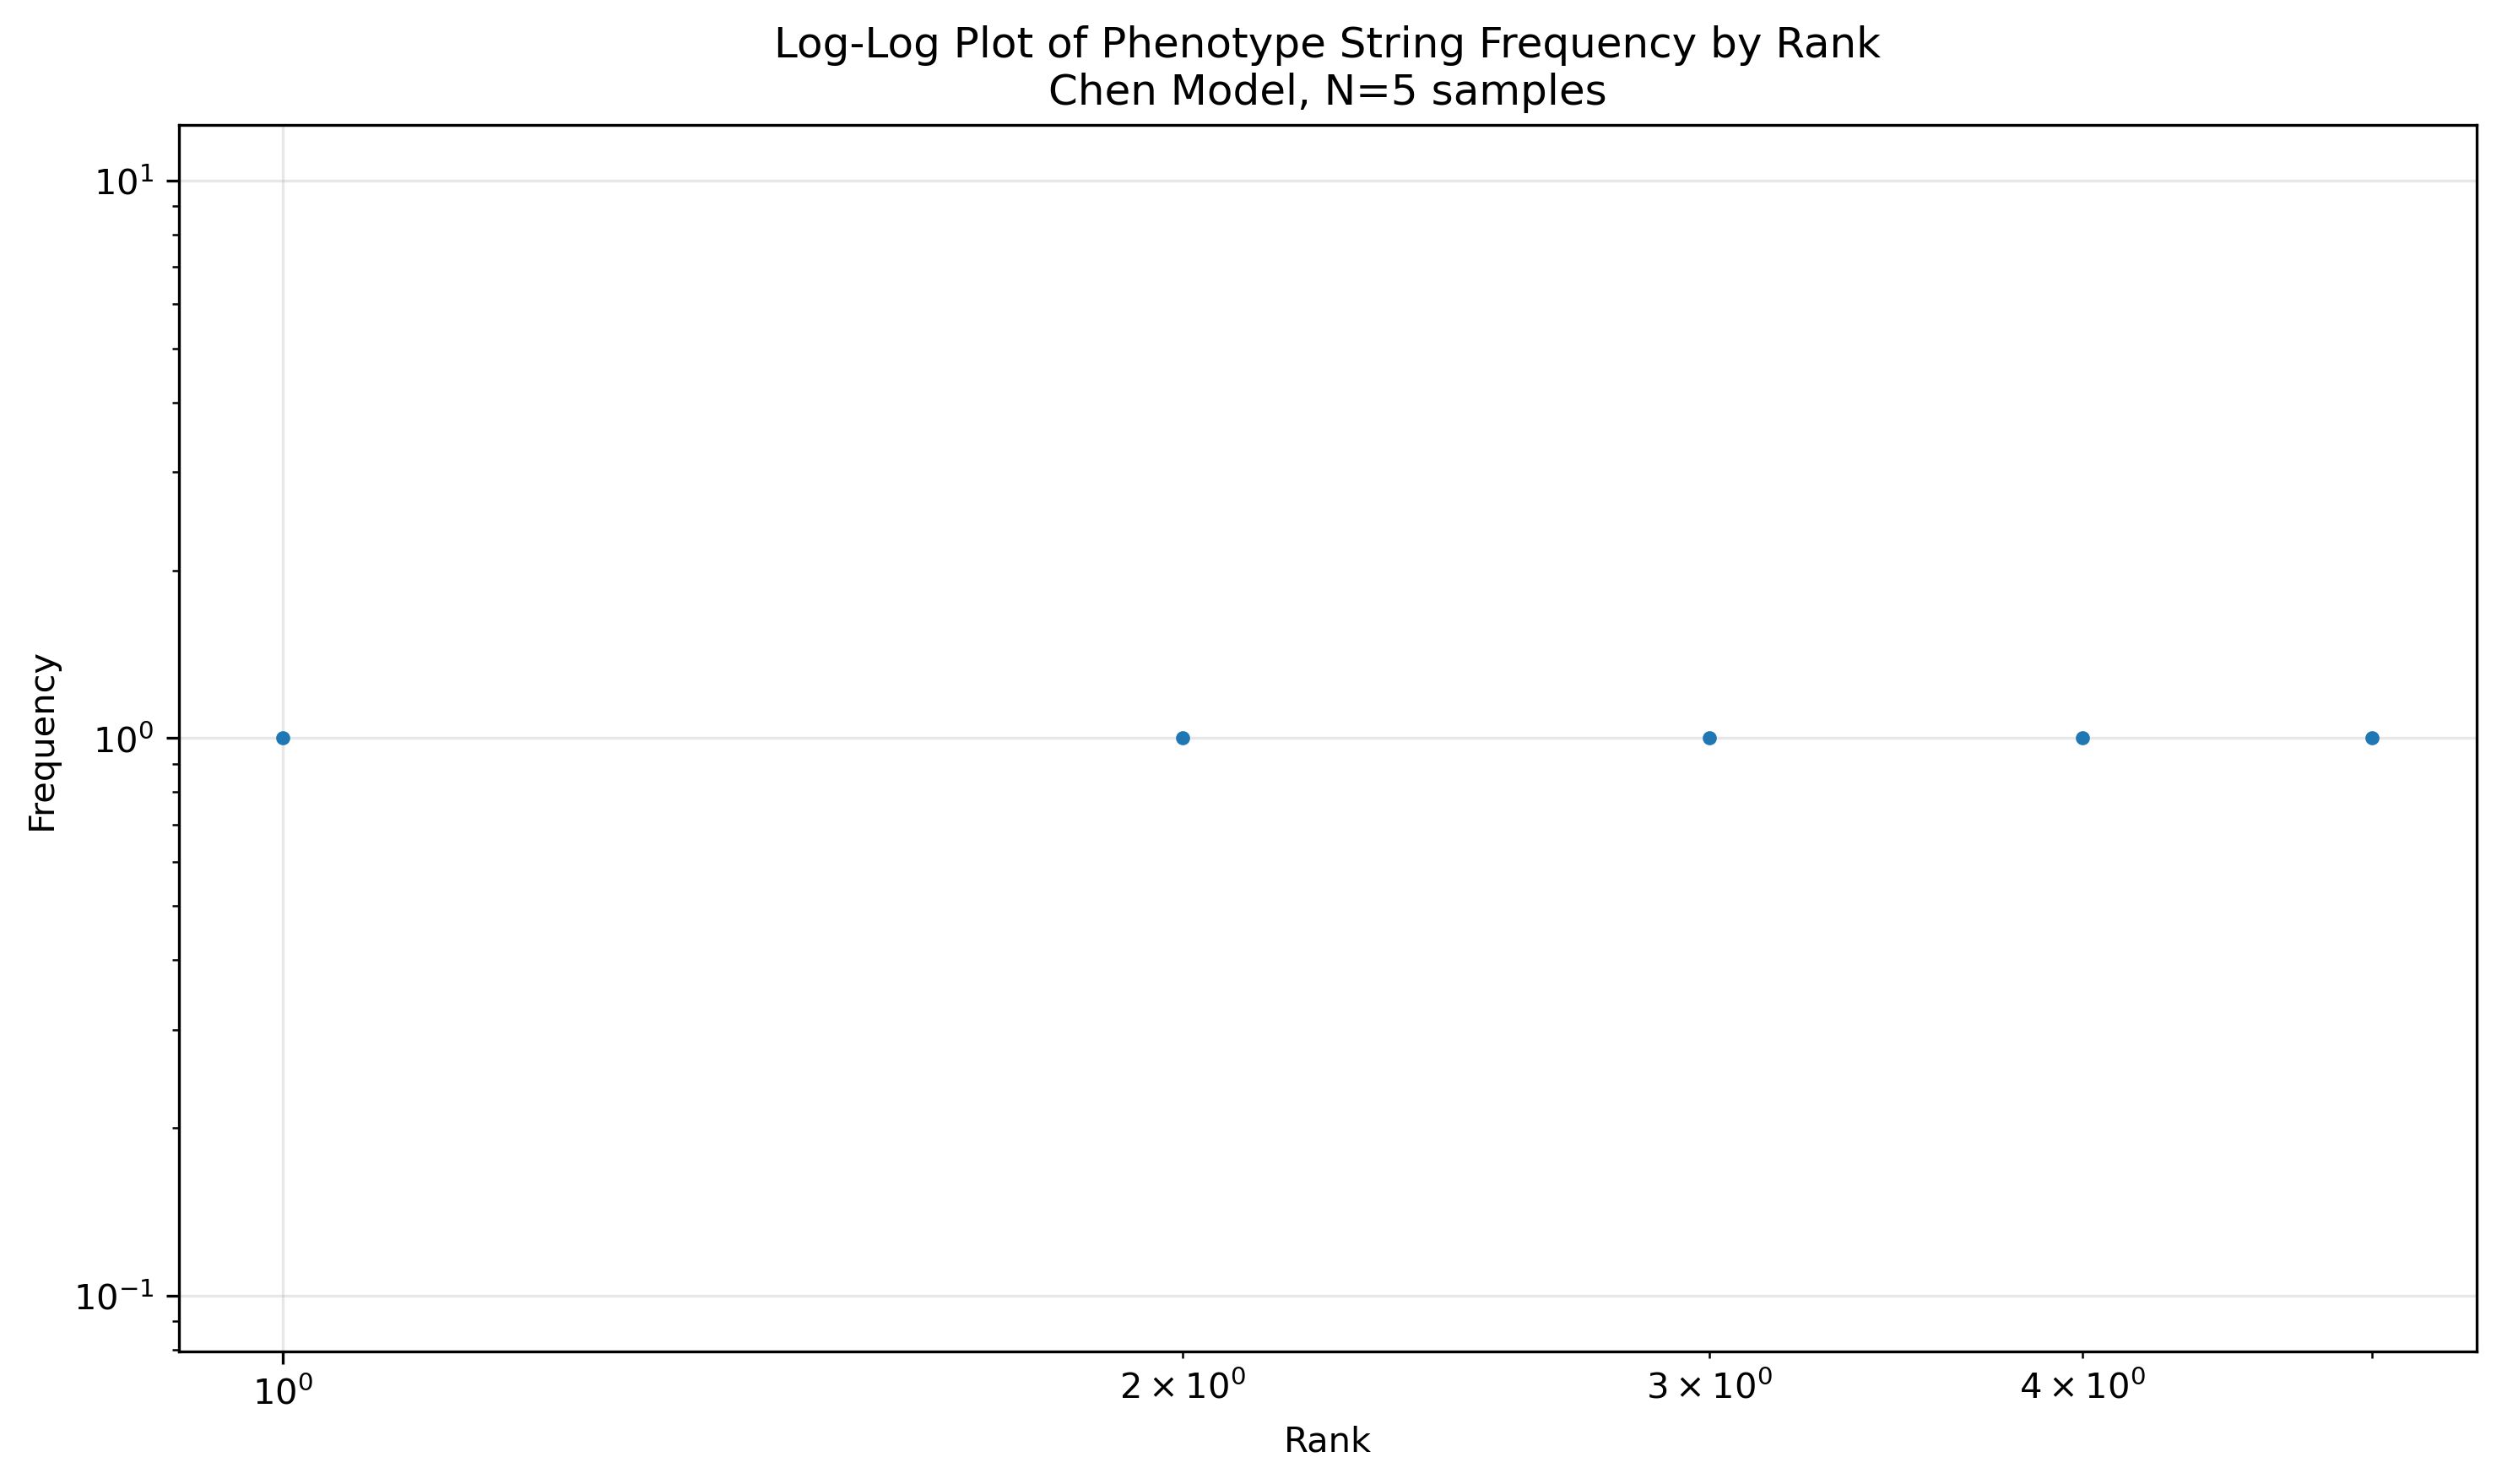 Log-Log Plot of Phenotype String Frequency by Rank
Chen Model, N=5 samples
10¹
10⁰
10⁻¹
Frequency
10⁰
2 × 10⁰
3 × 10⁰
4 × 10⁰
Rank